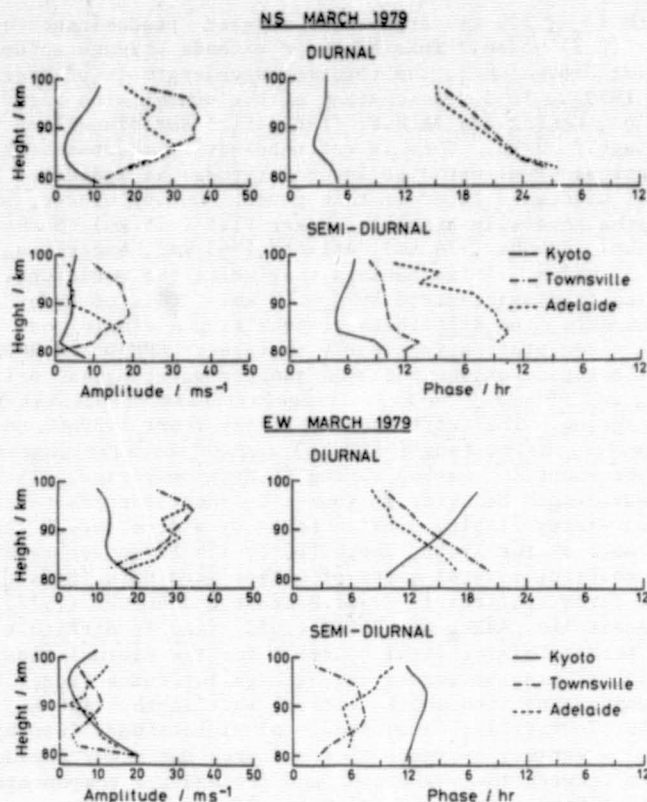 NS MARCH 1979
DIURNAL
Height / km
100
90
80
0 10 20 30 40 50
0 6 12 18 24 6 12
SEMI-DIURNAL
Height / km
100
90
80
0 10 20 30 40 50
Amplitude / ms⁻¹
0 6 12 18 24 6 12
Phase / hr
Kyoto
Townsville
Adelaide
EW MARCH 1979
DIURNAL
Height / km
100
90
80
0 10 20 30 40 50
0 6 12 18 24 6 12
SEMI-DIURNAL
Height / km
100
90
80
0 10 20 30 40 50
Amplitude / ms⁻¹
0 6 12 18 24 6 12
Phase / hr
Kyoto
Townsville
Adelaide